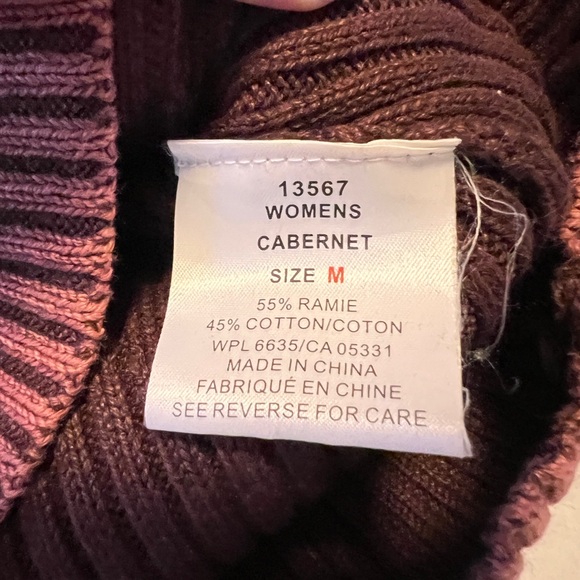 13567
WOMENS
CABERNET
SIZE M
55% RAMIE
45% COTTON/COTON
WPL 6635/CA 05331
MADE IN CHINA
FABRIQUÉ EN CHINE
SEE REVERSE FOR CARE